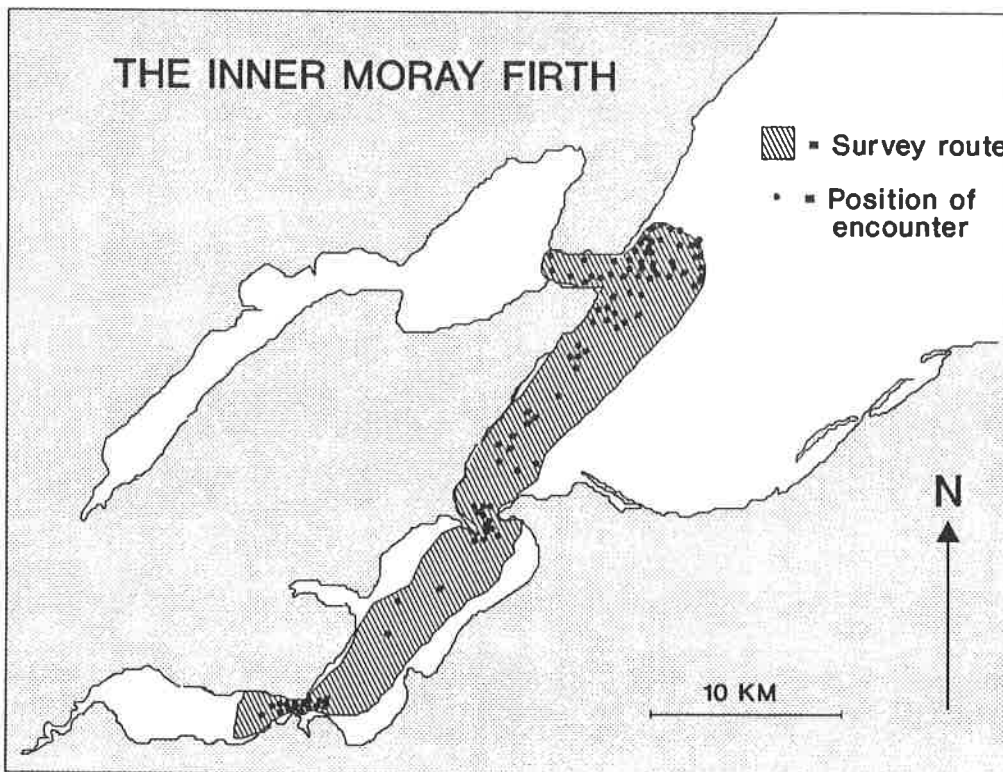 THE INNER MORAY FIRTH
= Survey route
= Position of
encounter
N
10 KM